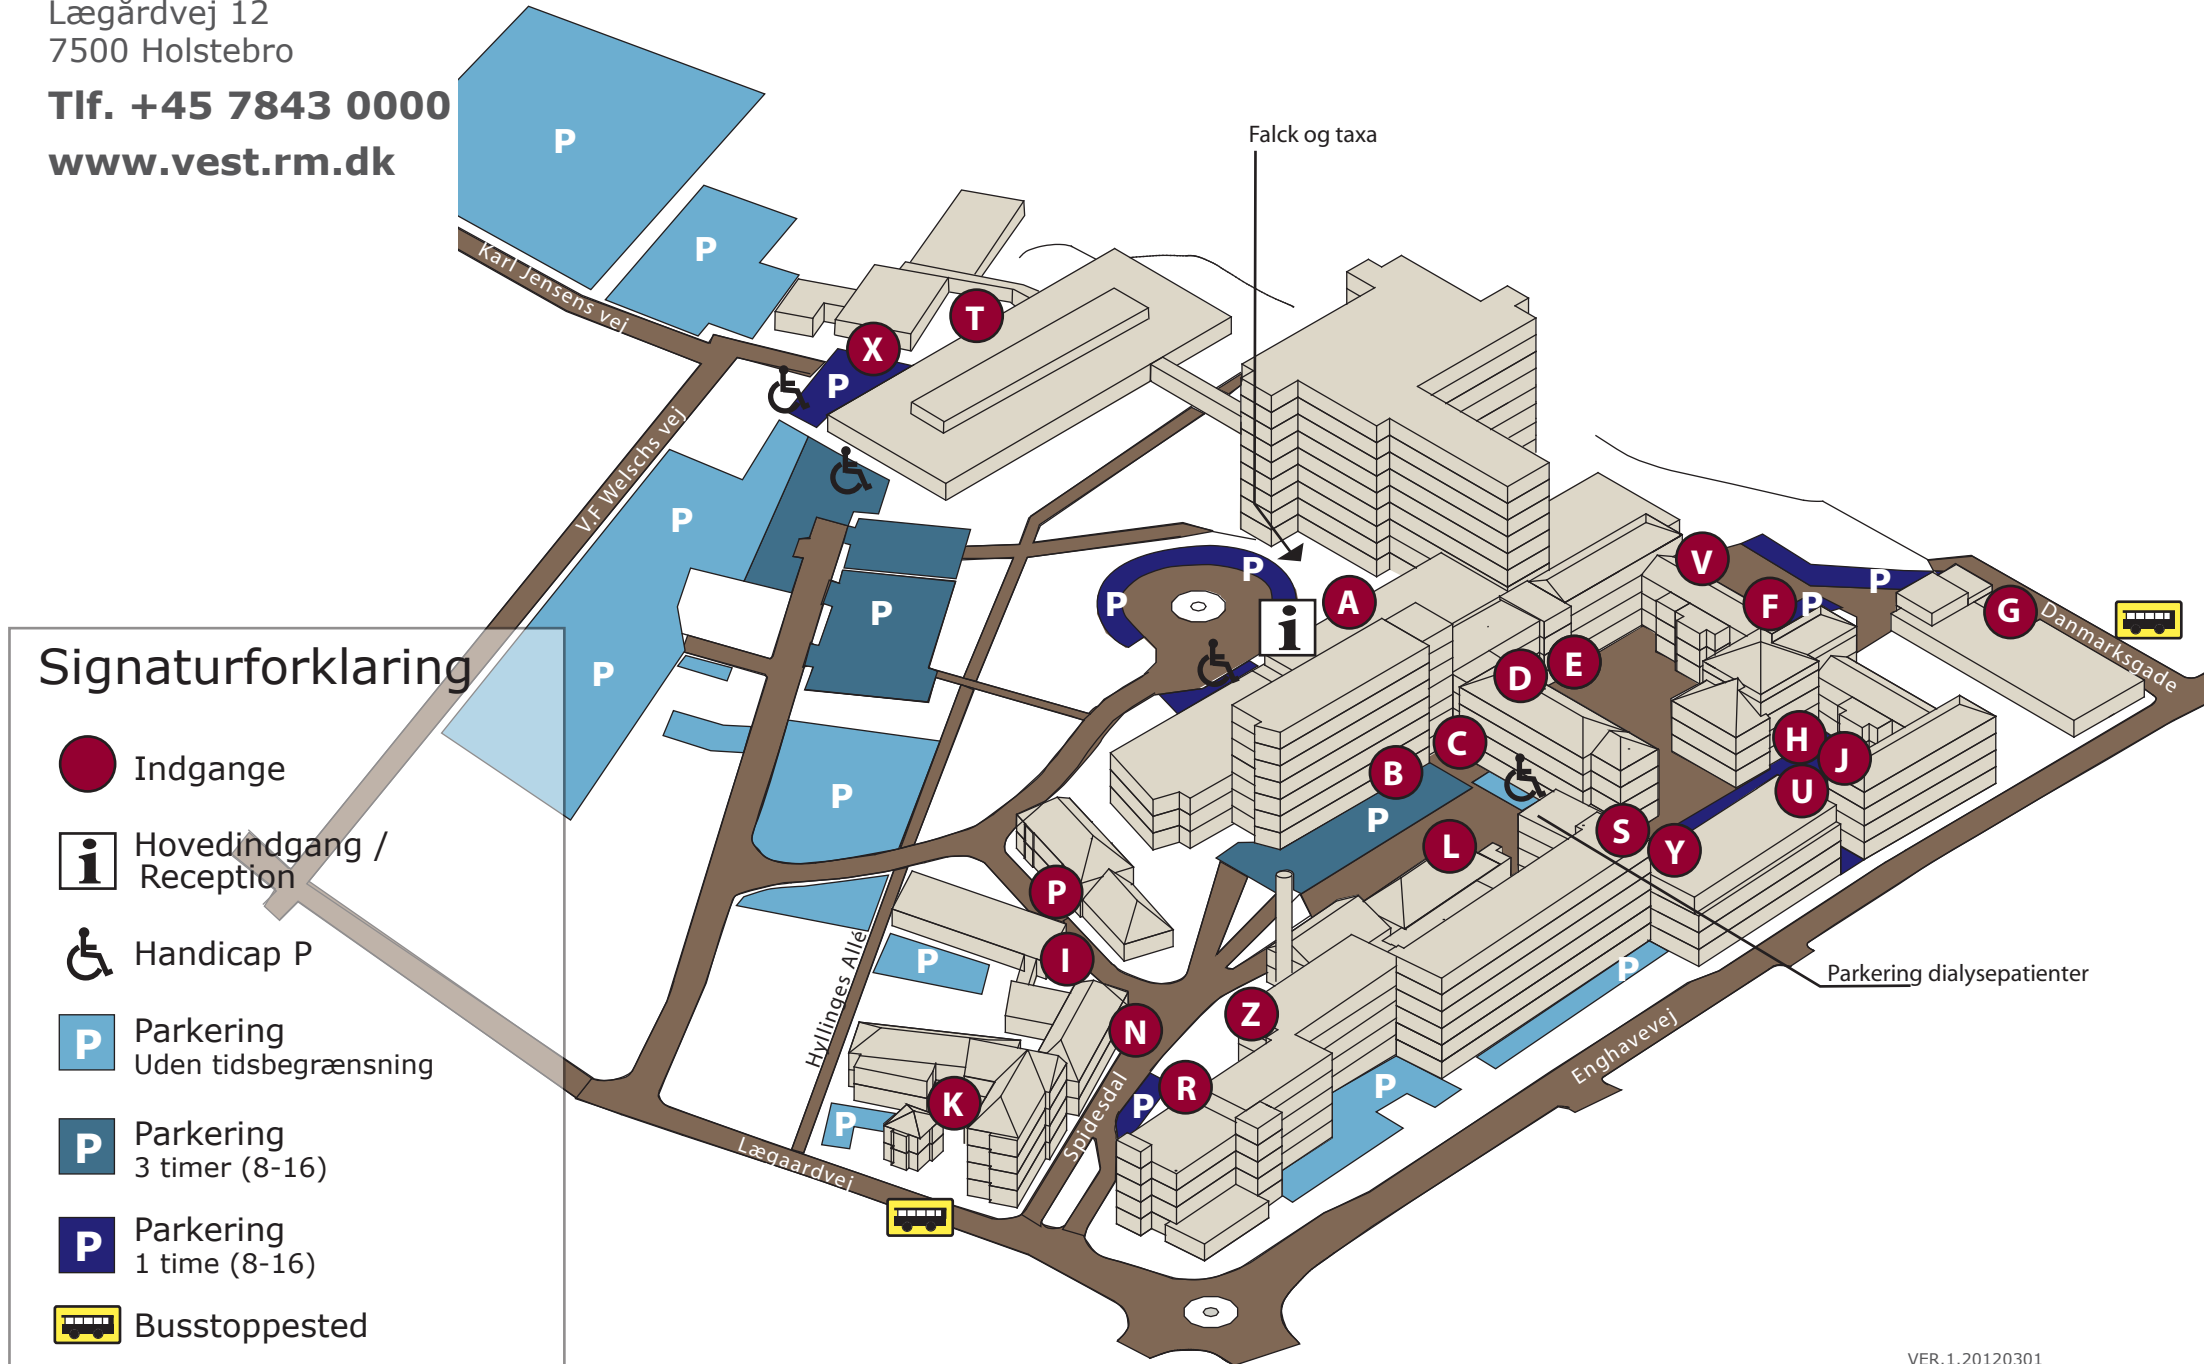 Lægårdvej 12
7500 Holstebro
Tlf. +45 7843 0000
www.vest.rm.dk
Falck og taxa
P
P
Karl Jensens vej
T
X
P
V.F Welschs vej
P
P
P
P
P
i
A
V
F
P
P
G
Danmarksgade
D
E
C
B
P
H
J
U
L
S
Y
P
P
I
P
Hyllinges Allé
N
Z
P
Parkering dialysepatienter
Enghavevej
K
P
Spidesdal
P
R
P
Lægaardvej
P
Signaturforklaring
Indgange
i
Hovedindgang /
Reception
Handicap P
P
Parkering
Uden tidsbegrænsning
P
Parkering
3 timer (8-16)
P
Parkering
1 time (8-16)
Busstoppested
VER.1.20120301